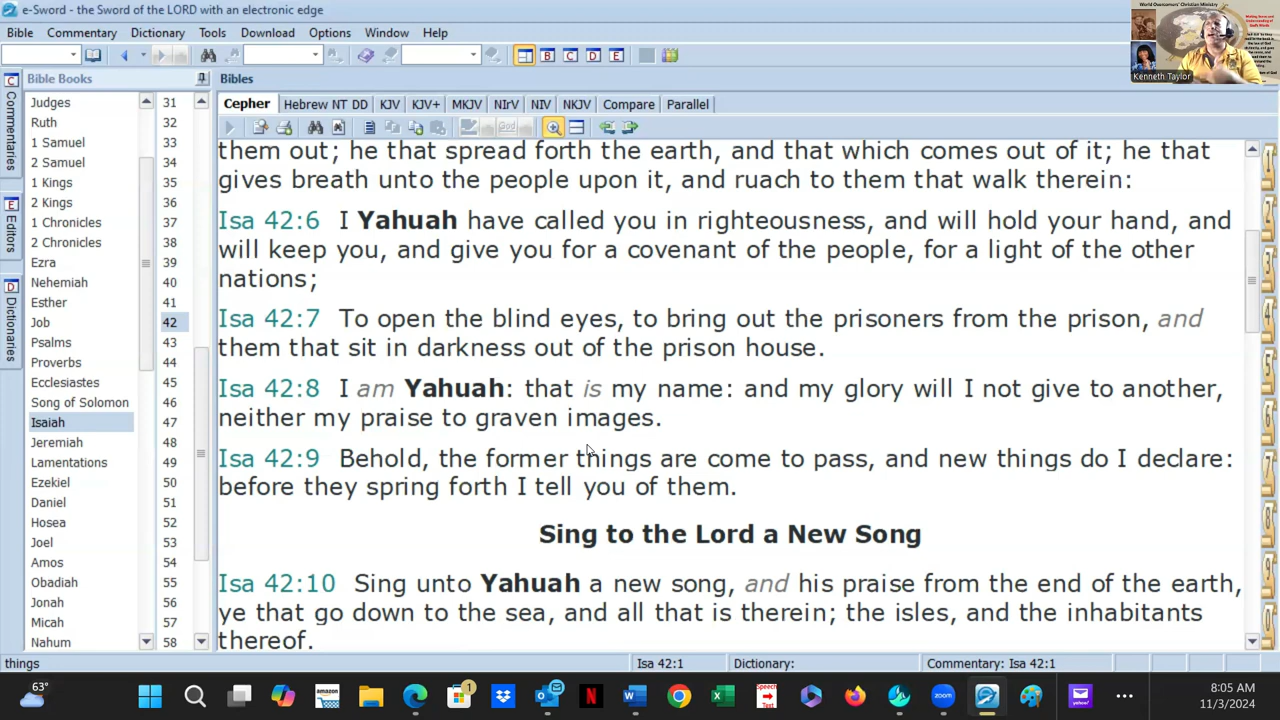 e-Sword - the Sword of the LORD with an electronic edge
Bible Commentary Dictionary Tools Download Options Window Help
Bible Books
Bibles
Commentaries
Editors
Dictionaries
Judges
Ruth
1 Samuel
2 Samuel
1 Kings
2 Kings
1 Chronicles
2 Chronicles
Ezra
Nehemiah
Esther
Job
Psalms
Proverbs
Ecclesiastes
Song of Solomon
Isaiah
Jeremiah
Lamentations
Ezekiel
Daniel
Hosea
Joel
Amos
Obadiah
Jonah
Micah
Nahum
31
32
33
34
35
36
37
38
39
40
41
42
43
44
45
46
47
48
49
50
51
52
53
54
55
56
57
58
Cepher Hebrew NT DD KJV KJV+ MKJV NIrV NIV NKJV Compare Parallel
them out; he that spread forth the earth, and that which comes out of it; he that
gives breath unto the people upon it, and ruach to them that walk therein:
Isa 42:6 I Yahuah have called you in righteousness, and will hold your hand, and
will keep you, and give you for a covenant of the people, for a light of the other
nations;
Isa 42:7 To open the blind eyes, to bring out the prisoners from the prison, and
them that sit in darkness out of the prison house.
Isa 42:8 I am Yahuah: that is my name: and my glory will I not give to another,
neither my praise to graven images.
Isa 42:9 Behold, the former things are come to pass, and new things do I declare:
before they spring forth I tell you of them.
Sing to the Lord a New Song
Isa 42:10 Sing unto Yahuah a new song, and his praise from the end of the earth,
ye that go down to the sea, and all that is therein; the isles, and the inhabitants
thereof.
things
Isa 42:1
Dictionary:
Commentary: Isa 42:1
World Overcomers' Christian Ministry
Kenneth Taylor
63°
8:05 AM
11/3/2024